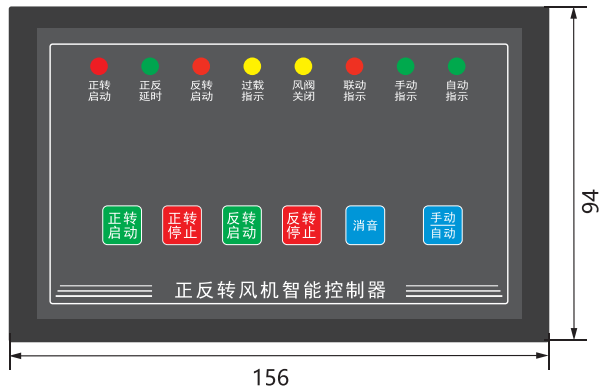 正转 正反 反转 过载 风阀 联动 手动 自动
启动 延时 启动 指示 关闭 指示 指示 指示
正转 正转 反转 反转 消音 手动
启动 停止 启动 停止 自动
正反转风机智能控制器
94
156